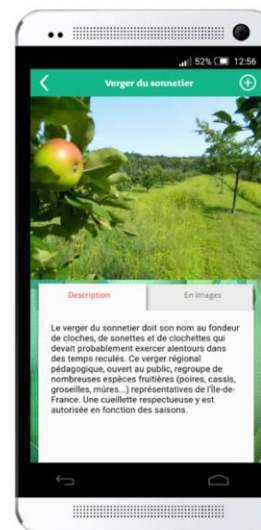 52% 12:56
Verger du sonnetier
Description
En images
Le verger du sonnetier doit son nom au fondeur
de cloches, de sonettes et de clochettes qui
devait probablement exercer alentours dans
des temps reculés. Ce verger régional
pédagogique, ouvert au public, regroupe de
nombreuses espèces fruitières (poires, cassis,
groseilles, mûres...) représentatives de l'Île-de-
France. Une cueillette respectueuse y est
autorisée en fonction des saisons.